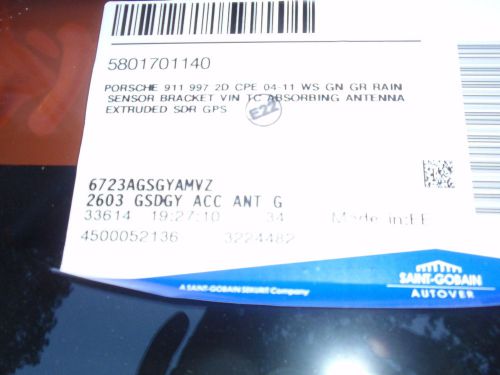 5801701140
PORSCHE 911 997 2D CPE 04-11 WS GN GR RAIN
SENSOR BRACKET VIN TC ABSORBING ANTENNA
EXTRUDED SDR GPS
E22
6723AGSGYAMVZ
2603 GSDGY ACC ANT G
33614 19:27:10 34 Made in:EE
4500052136 3224482
A SAINT-GOBAIN SEKURIT Company
SAINT-GOBAIN
AUTOVER